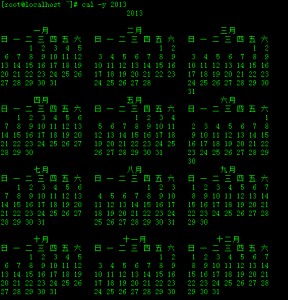 [root@localhost ~]# cal -y 2013
2013
一月 二月 三月
日 一 二 三 四 五 六 日 一 二 三 四 五 六 日 一 二 三 四 五 六
1 2 3 4 5 1 2 1 2
6 7 8 9 10 11 12 3 4 5 6 7 8 9 3 4 5 6 7 8 9
13 14 15 16 17 18 19 10 11 12 13 14 15 16 10 11 12 13 14 15 16
20 21 22 23 24 25 26 17 18 19 20 21 22 23 17 18 19 20 21 22 23
27 28 29 30 31 24 25 26 27 28 24 25 26 27 28 29 30
31
四月 五月 六月
日 一 二 三 四 五 六 日 一 二 三 四 五 六 日 一 二 三 四 五 六
1 2 3 4 5 6 1 2 3 4 1
7 8 9 10 11 12 13 5 6 7 8 9 10 11 2 3 4 5 6 7 8
14 15 16 17 18 19 20 12 13 14 15 16 17 18 9 10 11 12 13 14 15
21 22 23 24 25 26 27 19 20 21 22 23 24 25 16 17 18 19 20 21 22
28 29 30 26 27 28 29 30 31 23 24 25 26 27 28 29
30
七月 八月 九月
日 一 二 三 四 五 六 日 一 二 三 四 五 六 日 一 二 三 四 五 六
1 2 3 4 5 6 1 2 3 1 2 3 4 5 6 7
7 8 9 10 11 12 13 4 5 6 7 8 9 10 8 9 10 11 12 13 14
14 15 16 17 18 19 20 11 12 13 14 15 16 17 15 16 17 18 19 20 21
21 22 23 24 25 26 27 18 19 20 21 22 23 24 22 23 24 25 26 27 28
28 29 30 31 25 26 27 28 29 30 31 29 30
十月 十一月 十二月
日 一 二 三 四 五 六 日 一 二 三 四 五 六 日 一 二 三 四 五 六
1 2 3 4 5 1 2 1 2 3 4 5 6 7
6 7 8 9 10 11 12 3 4 5 6 7 8 9 8 9 10 11 12 13 14
13 14 15 16 17 18 19 10 11 12 13 14 15 16 15 16 17 18 19 20 21
20 21 22 23 24 25 26 17 18 19 20 21 22 23 22 23 24 25 26 27 28
27 28 29 30 31 24 25 26 27 28 29 30 29 30 31